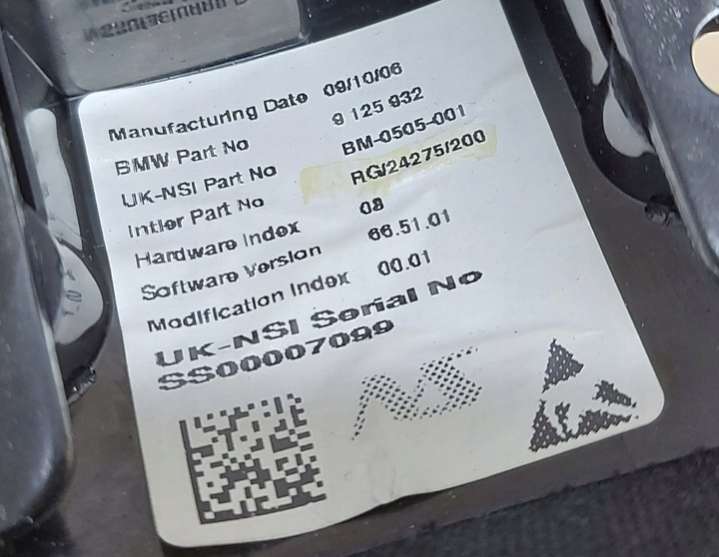 Manufacturing Date 09/10/06
BMW Part No 9 125 932
UK-NSI Part No BM-0505-001
Intier Part No RG/24275/200
Hardware Index 08
Software Version 66.51.01
Modification Index 00.01
UK-NSI Serial No
SS00007099